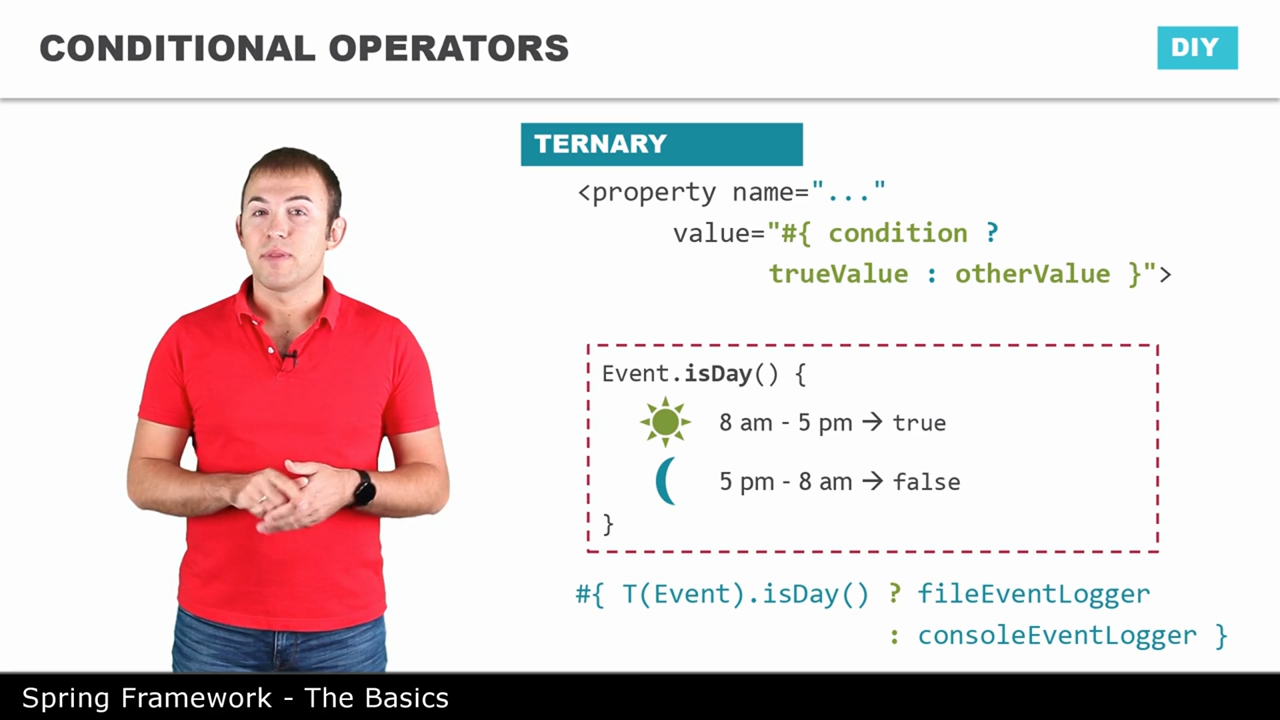 CONDITIONAL OPERATORS
DIY
TERNARY
<property name="..."
value="#{ condition ?
trueValue : otherValue }">
Event.isDay() {
8 am - 5 pm → true
5 pm - 8 am → false
}
#{ T(Event).isDay() ? fileEventLogger
: consoleEventLogger }
Spring Framework - The Basics